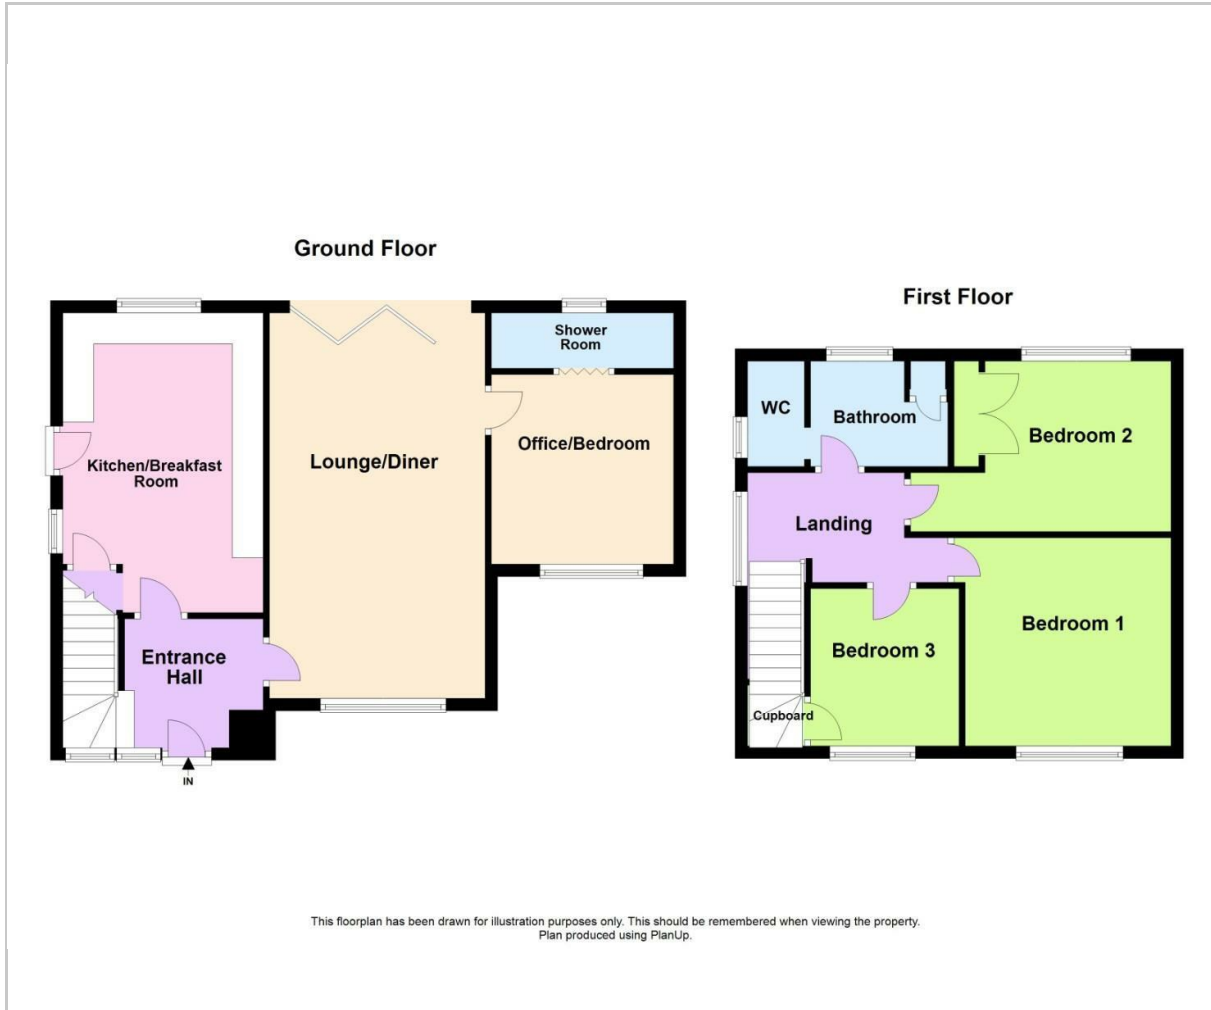 Ground Floor
Kitchen/Breakfast
Room
Lounge/Diner
Shower
Room
Office/Bedroom
Entrance
Hall
IN
First Floor
WC
Bathroom
Bedroom 2
Landing
Bedroom 3
Bedroom 1
Cupboard
This floorplan has been drawn for illustration purposes only. This should be remembered when viewing the property.
Plan produced using PlanUp.